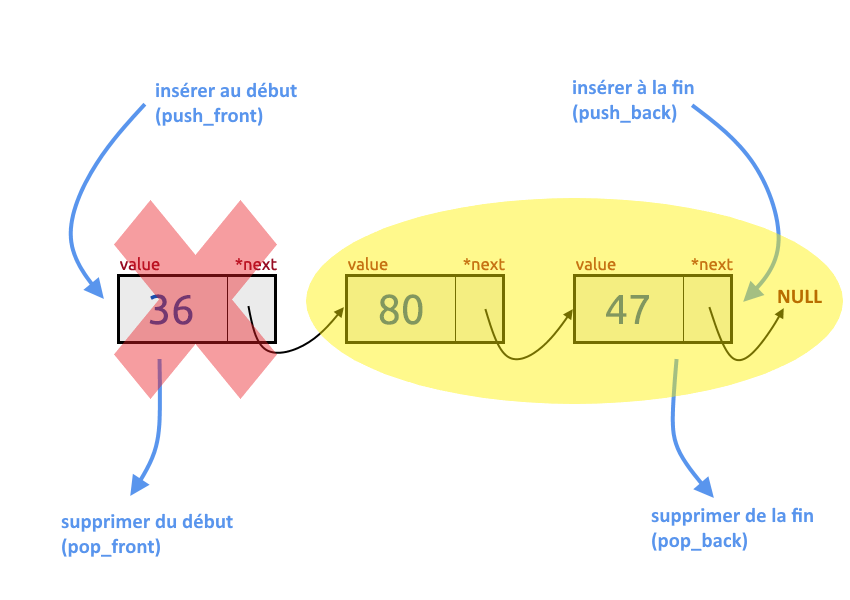 insérer au début
(push_front)
insérer à la fin
(push_back)
value *next
36
value *next
80
value *next
47
NULL
supprimer du début
(pop_front)
supprimer de la fin
(pop_back)